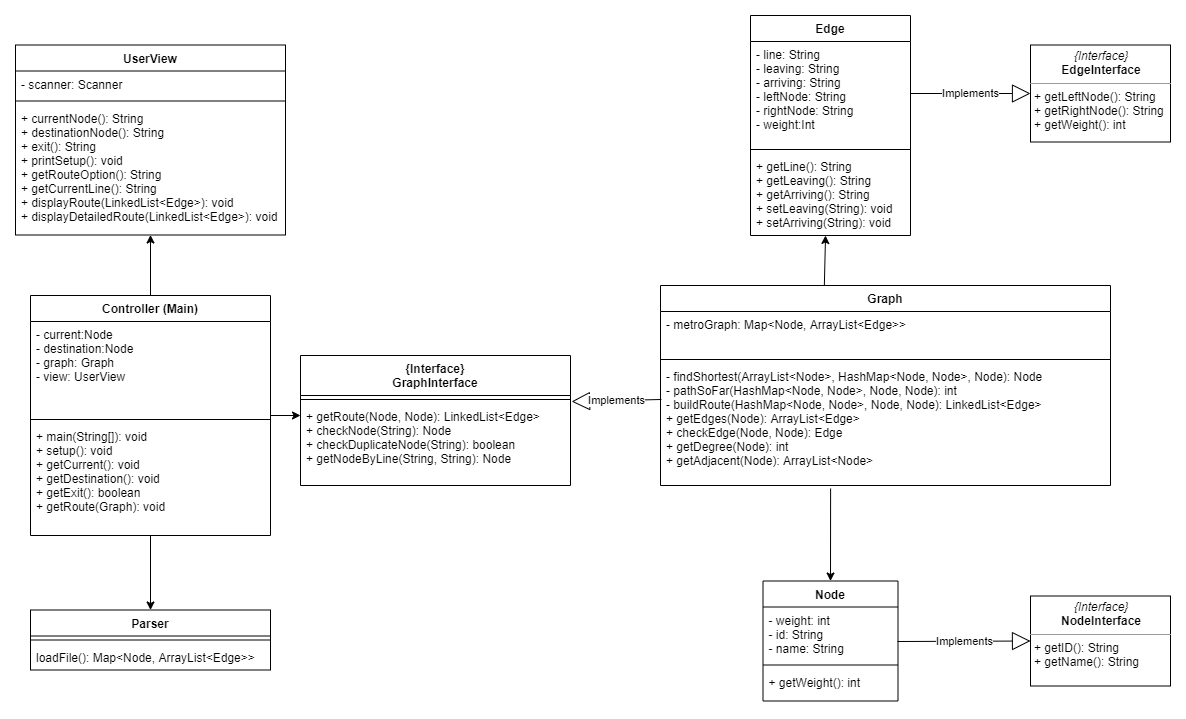 UserView
- scanner: Scanner
+ currentNode(): String
+ destinationNode(): String
+ exit(): String
+ printSetup(): void
+ getRouteOption(): String
+ getCurrentLine(): String
+ displayRoute(LinkedList<Edge>): void
+ displayDetailedRoute(LinkedList<Edge>): void
Controller (Main)
- current:Node
- destination:Node
- graph: Graph
- view: UserView
+ main(String[]): void
+ setup(): void
+ getCurrent(): void
+ getDestination(): void
+ getExit(): boolean
+ getRoute(Graph): void
Parser
loadFile(): Map<Node, ArrayList<Edge>>
{Interface}
GraphInterface
+ getRoute(Node, Node): LinkedList<Edge>
+ checkNode(String): Node
+ checkDuplicateNode(String): boolean
+ getNodeByLine(String, String): Node
Implements
Edge
- line: String
- leaving: String
- arriving: String
- leftNode: String
- rightNode: String
- weight:Int
+ getLine(): String
+ getLeaving(): String
+ getArriving(): String
+ setLeaving(String): void
+ setArriving(String): void
Implements
{Interface}
EdgeInterface
+ getLeftNode(): String
+ getRightNode(): String
+ getWeight(): int
Graph
- metroGraph: Map<Node, ArrayList<Edge>>
- findShortest(ArrayList<Node>, HashMap<Node, Node>, Node): Node
- pathSoFar(HashMap<Node, Node>, Node, Node): int
- buildRoute(HashMap<Node, Node>, Node, Node): LinkedList<Edge>
+ getEdges(Node): ArrayList<Edge>
+ checkEdge(Node, Node): Edge
+ getDegree(Node): int
+ getAdjacent(Node): ArrayList<Node>
Node
- weight: int
- id: String
- name: String
+ getWeight(): int
Implements
{Interface}
NodeInterface
+ getID(): String
+ getName(): String